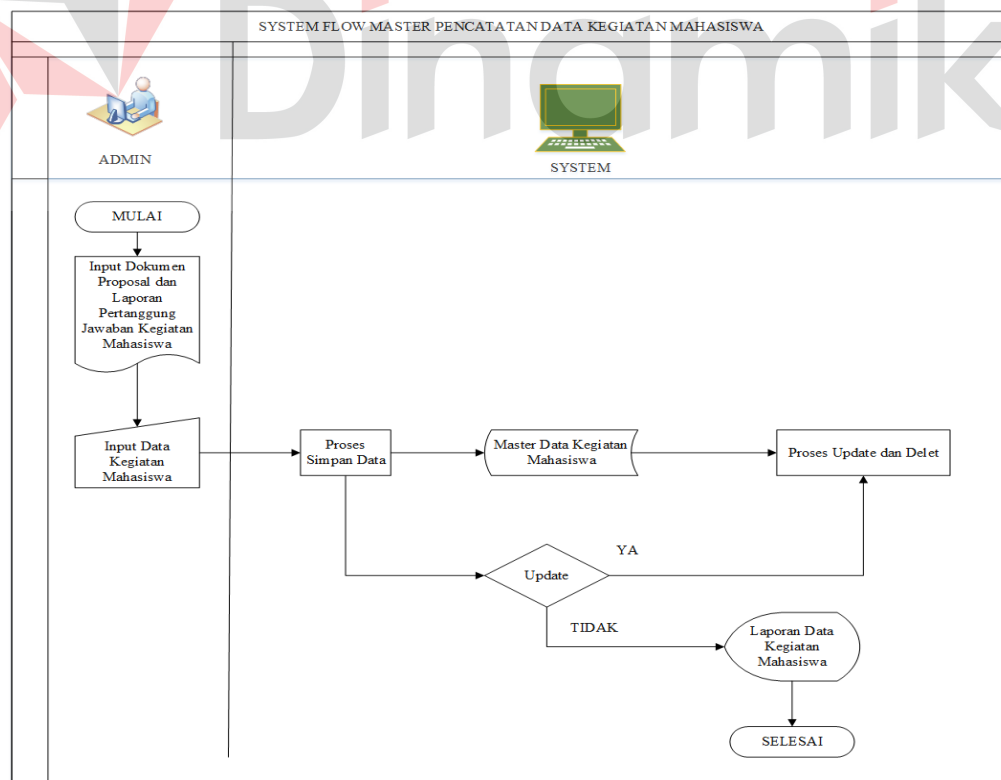 Dinamik
SYSTEM FLOW MASTER PENCATATAN DATA KEGIATAN MAHASISWA
ADMIN
SYSTEM
MULAI
Input Dokumen
Proposal dan
Laporan
Pertanggung
Jawaban Kegiatan
Mahasiswa
Input Data
Kegiatan
Mahasiswa
Proses
Simpan Data
Master Data Kegiatan
Mahasiswa
Proses Update dan Delet
Update
YA
TIDAK
Laporan Data
Kegiatan
Mahasiswa
SELESAI